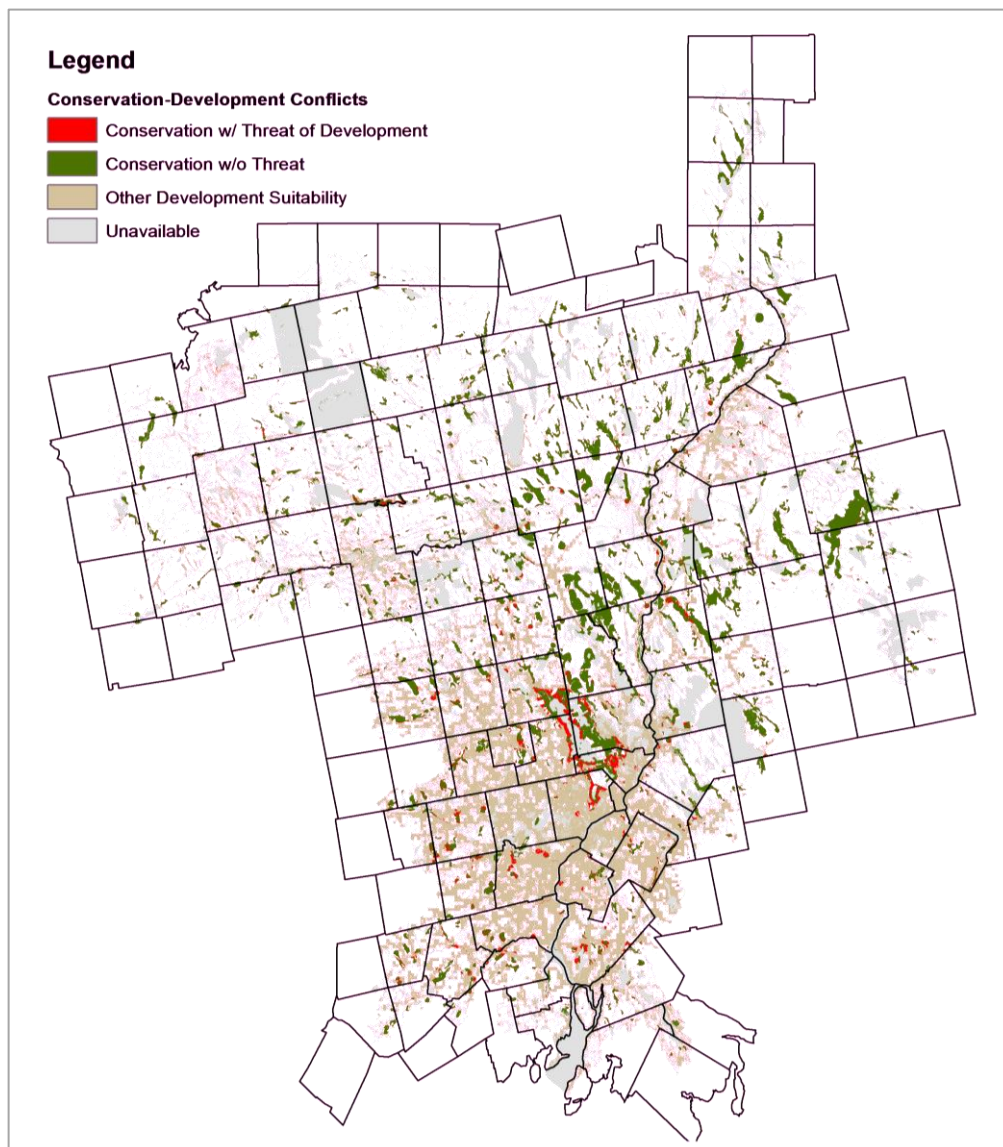 Legend
Conservation-Development Conflicts
Conservation w/ Threat of Development
Conservation w/o Threat
Other Development Suitability
Unavailable